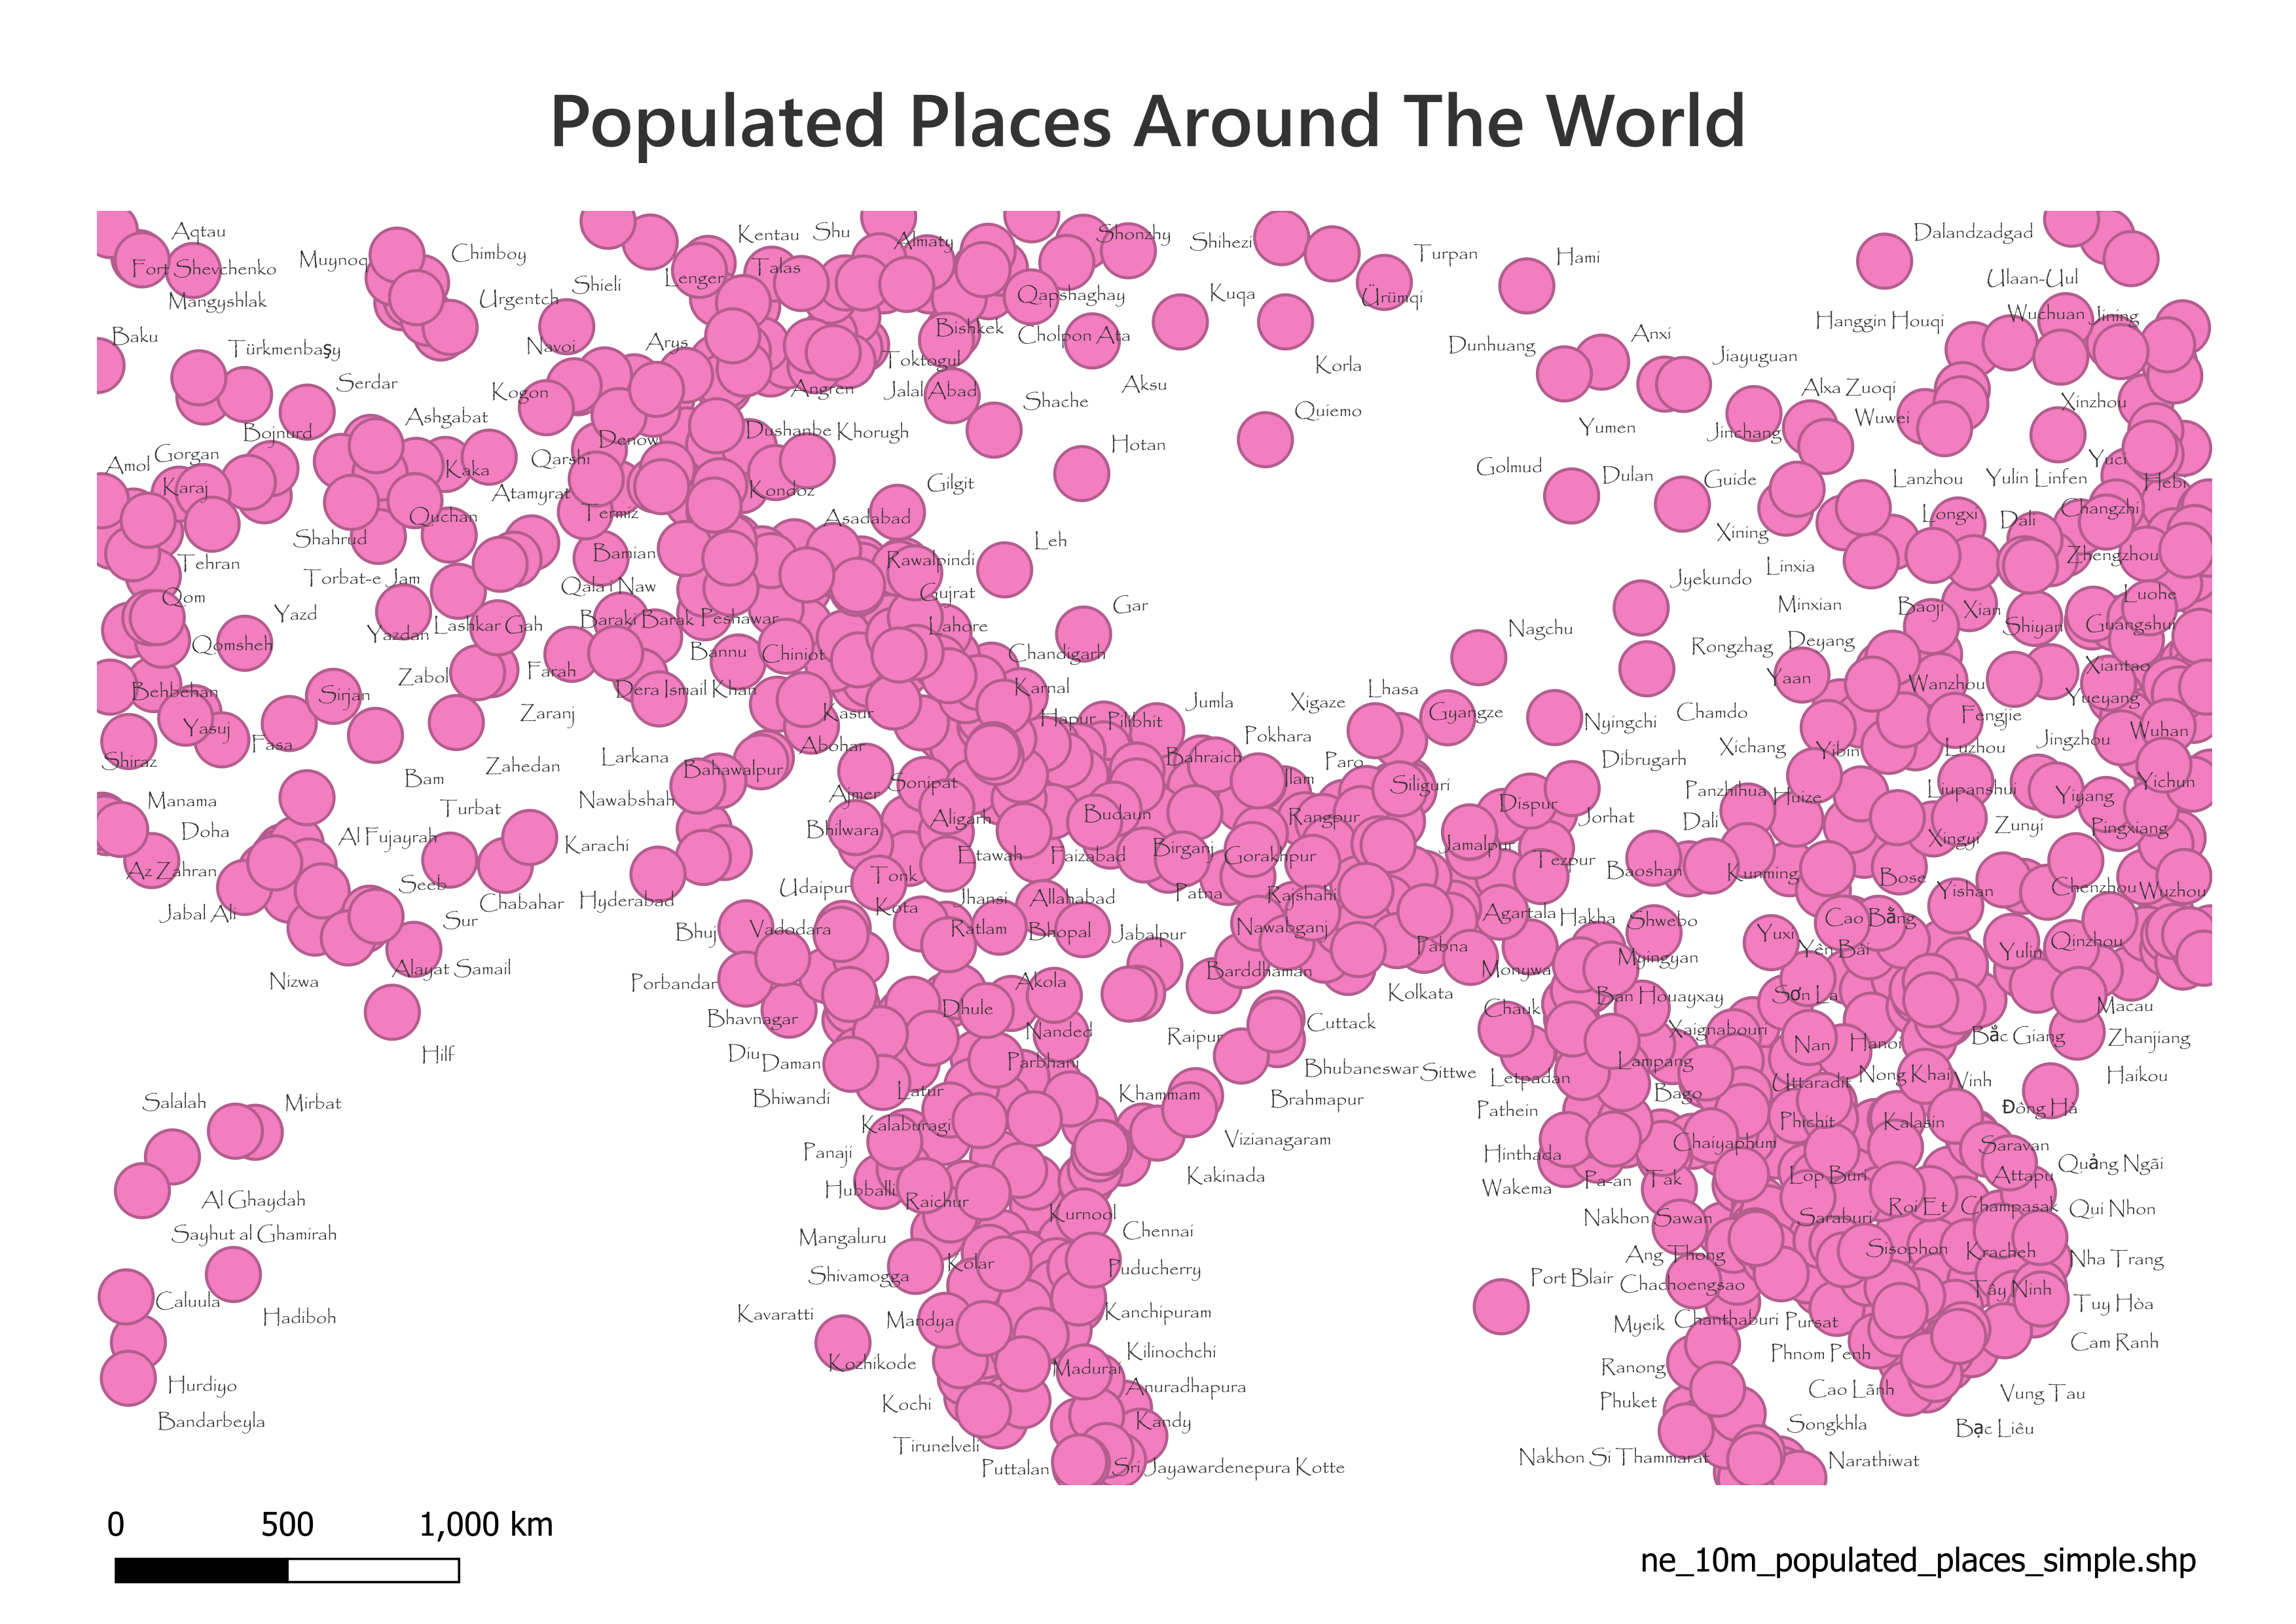 Populated Places Around The World
Aqtau
Kentau
Shu
Almaty
Shonzhy
Shihezi
Dalandzadgad
Muynoq
Chimboy
Turpan
Hami
Fort Shevchenko
Talas
Lenger
Shieli
Ulaan-Uul
Mangyshlak
Urgentch
Qapshaghay
Kuqa
Ürümqi
Baku
Türkmenbaşy
Navoi
Arys
Bishkek
Cholpon Ata
Hanggin Houqi
Wuchuan
Jining
Dunhuang
Anxi
Jiayuguan
Serdar
Kogon
Angren
Toktogul
Jalal Abad
Aksu
Korla
Alxa Zuoqi
Xinzhou
Ashgabat
Shache
Quiemo
Yumen
Jinchang
Wuwei
Bojnurd
Denow
Dushanbe
Khorugh
Hotan
Amol
Gorgan
Kaka
Qarshi
Golmud
Dulan
Guide
Lanzhou
Yulin
Linfen
Yuci
Hebi
Karaj
Atamyrat
Kondoz
Gilgit
Quchan
Termiz
Asadabad
Longxi
Dali
Changzhi
Shahrud
Xining
Tehran
Torbat-e Jam
Bamian
Rawalpindi
Leh
Linxia
Zhengzhou
Qala i Naw
Gujrat
Jyekundo
Qom
Yazd
Yazdan
Lashkar Gah
Baraki Barak
Peshawar
Lahore
Gar
Nagchu
Minxian
Baoji
Xian
Luohe
Shiyan
Guangshui
Qomsheh
Bannu
Chiniot
Chandigarh
Rongzhag
Deyang
Zabol
Farah
Dera Ismail Khan
Karnal
Yaan
Wanzhou
Xiantao
Behbehan
Sirjan
Lhasa
Xigaze
Jumla
Yueyang
Yasuj
Fasa
Zaranj
Kasur
Hapur
Pilibhit
Gyangze
Nyingchi
Chamdo
Fengjie
Wuhan
Shiraz
Abohar
Pokhara
Xichang
Yibin
Luzhou
Jingzhou
Zahedan
Larkana
Bahawalpur
Bahraich
Paro
Dibrugarh
Bam
Sonipat
Ilam
Siliguri
Panzhihua
Huize
Liupanshui
Yichun
Manama
Turbat
Nawabshah
Ajmer
Budaun
Rangpur
Dispur
Jorhat
Yiyang
Doha
Al Fujayrah
Karachi
Bhilwara
Aligarh
Dali
Xingyi
Zunyi
Pingxiang
Az Zahran
Etawah
Faizabad
Birganj
Gorakhpur
Jamalpur
Tezpur
Baoshan
Kunming
Bose
Seeb
Chabahar
Hyderabad
Udaipur
Tonk
Jhansi
Allahabad
Patna
Rajshahi
Yishan
Chenzhou
Wuzhou
Jabal Ali
Sur
Kota
Agartala
Hakha
Shwebo
Cao Bằng
Bhuj
Vadodara
Ratlam
Bhopal
Jabalpur
Nawabganj
Pabna
Yuxi
Yên Bái
Yulin
Qinzhou
Nizwa
Alayat Samail
Porbandar
Akola
Barddhaman
Monywa
Myingyan
Kolkata
Ban Houayxay
Sơn La
Macau
Bhavnagar
Dhule
Nanded
Raipur
Cuttack
Chauk
Xaignabouri
Nan
Hanoi
Bắc Giang
Zhanjiang
Hilf
Diu
Daman
Parbhani
Bhubaneswar
Sittwe
Letpadan
Lampang
Haikou
Bhiwandi
Latur
Khammam
Brahmapur
Bago
Uttaradit
Nong Khai
Vinh
Salalah
Mirbat
Kalaburagi
Pathein
Phichit
Kalasin
Đông Hà
Panaji
Vizianagaram
Hinthada
Chaiyaphum
Saravan
Quảng Ngãi
Al Ghaydah
Hubballi
Raichur
Kakinada
Wakema
Pa-an
Tak
Lop Buri
Attapu
Kurnool
Nakhon Sawan
Saraburi
Roi Et
Champasak
Qui Nhon
Sayhut al Ghamirah
Mangaluru
Chennai
Ang Thong
Sisophon
Kracheh
Nha Trang
Shivamogga
Kolar
Puducherry
Port Blair
Chachoengsao
Tây Ninh
Caluula
Hadiboh
Kavaratti
Mandya
Kanchipuram
Myeik
Chanthaburi
Pursat
Tuy Hòa
Kozhikode
Madurai
Kilinochchi
Ranong
Phnom Penh
Cam Ranh
Hurdiyo
Kochi
Anuradhapura
Phuket
Cao Lãnh
Vung Tau
Bandarbeyla
Kandy
Songkhla
Bạc Liêu
Tirunelveli
Puttalan
Sri Jayawardenepura Kotte
Nakhon Si Thammarat
Narathiwat
0 500 1,000 km
ne_10m_populated_places_simple.shp